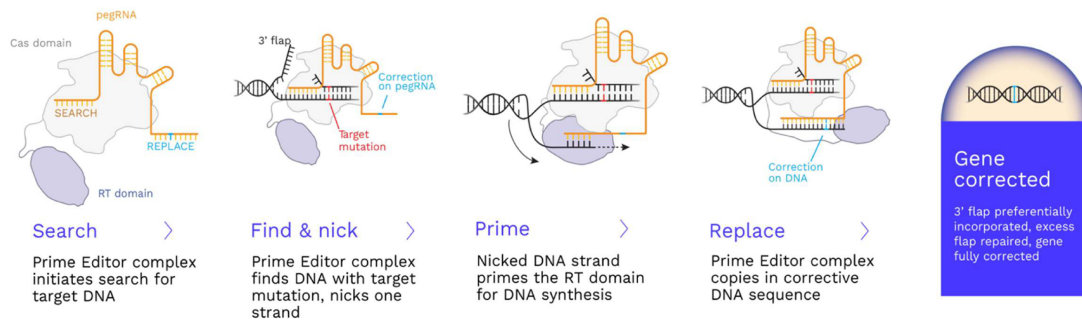 pegRNA
Cas domain
SEARCH
REPLACE
RT domain
Search
Prime Editor complex
initiates search for
target DNA
3’ flap
Correction
on pegRNA
Target
mutation
Find & nick
Prime Editor complex
finds DNA with target
mutation, nicks one
strand
Prime
Nicked DNA strand
primes the RT domain
for DNA synthesis
Correction
on DNA
Replace
Prime Editor complex
copies in corrective
DNA sequence
Gene
corrected
3’ flap preferentially
incorporated, excess
flap repaired, gene
fully corrected